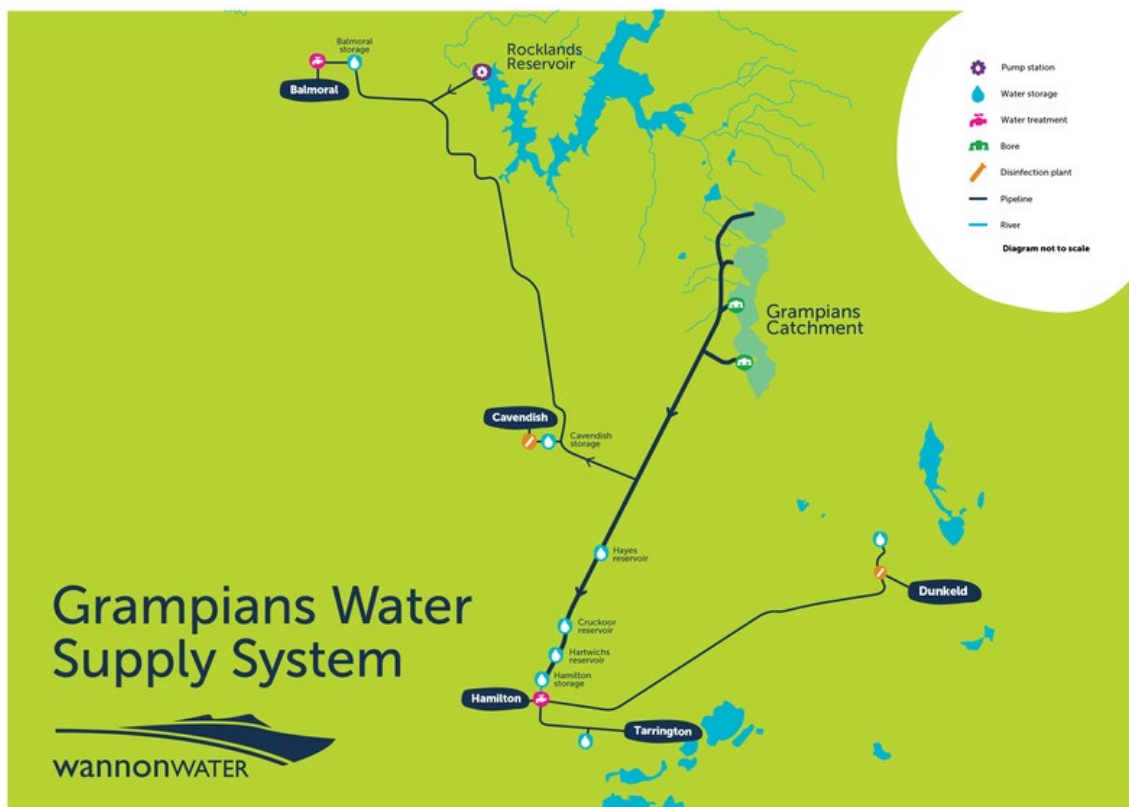 Balmoral
storage
Balmoral
Rocklands
Reservoir
Pump station
Water storage
Water treatment
Bore
Disinfection plant
Pipeline
River
Diagram not to scale
Grampians
Catchment
Cavendish
Cavendish
storage
Hayes
reservoir
Dunkeld
Cruckoor
reservoir
Hartwichs
reservoir
Hamilton
storage
Hamilton
Tarrington
Grampians Water
Supply System
wannonWATER